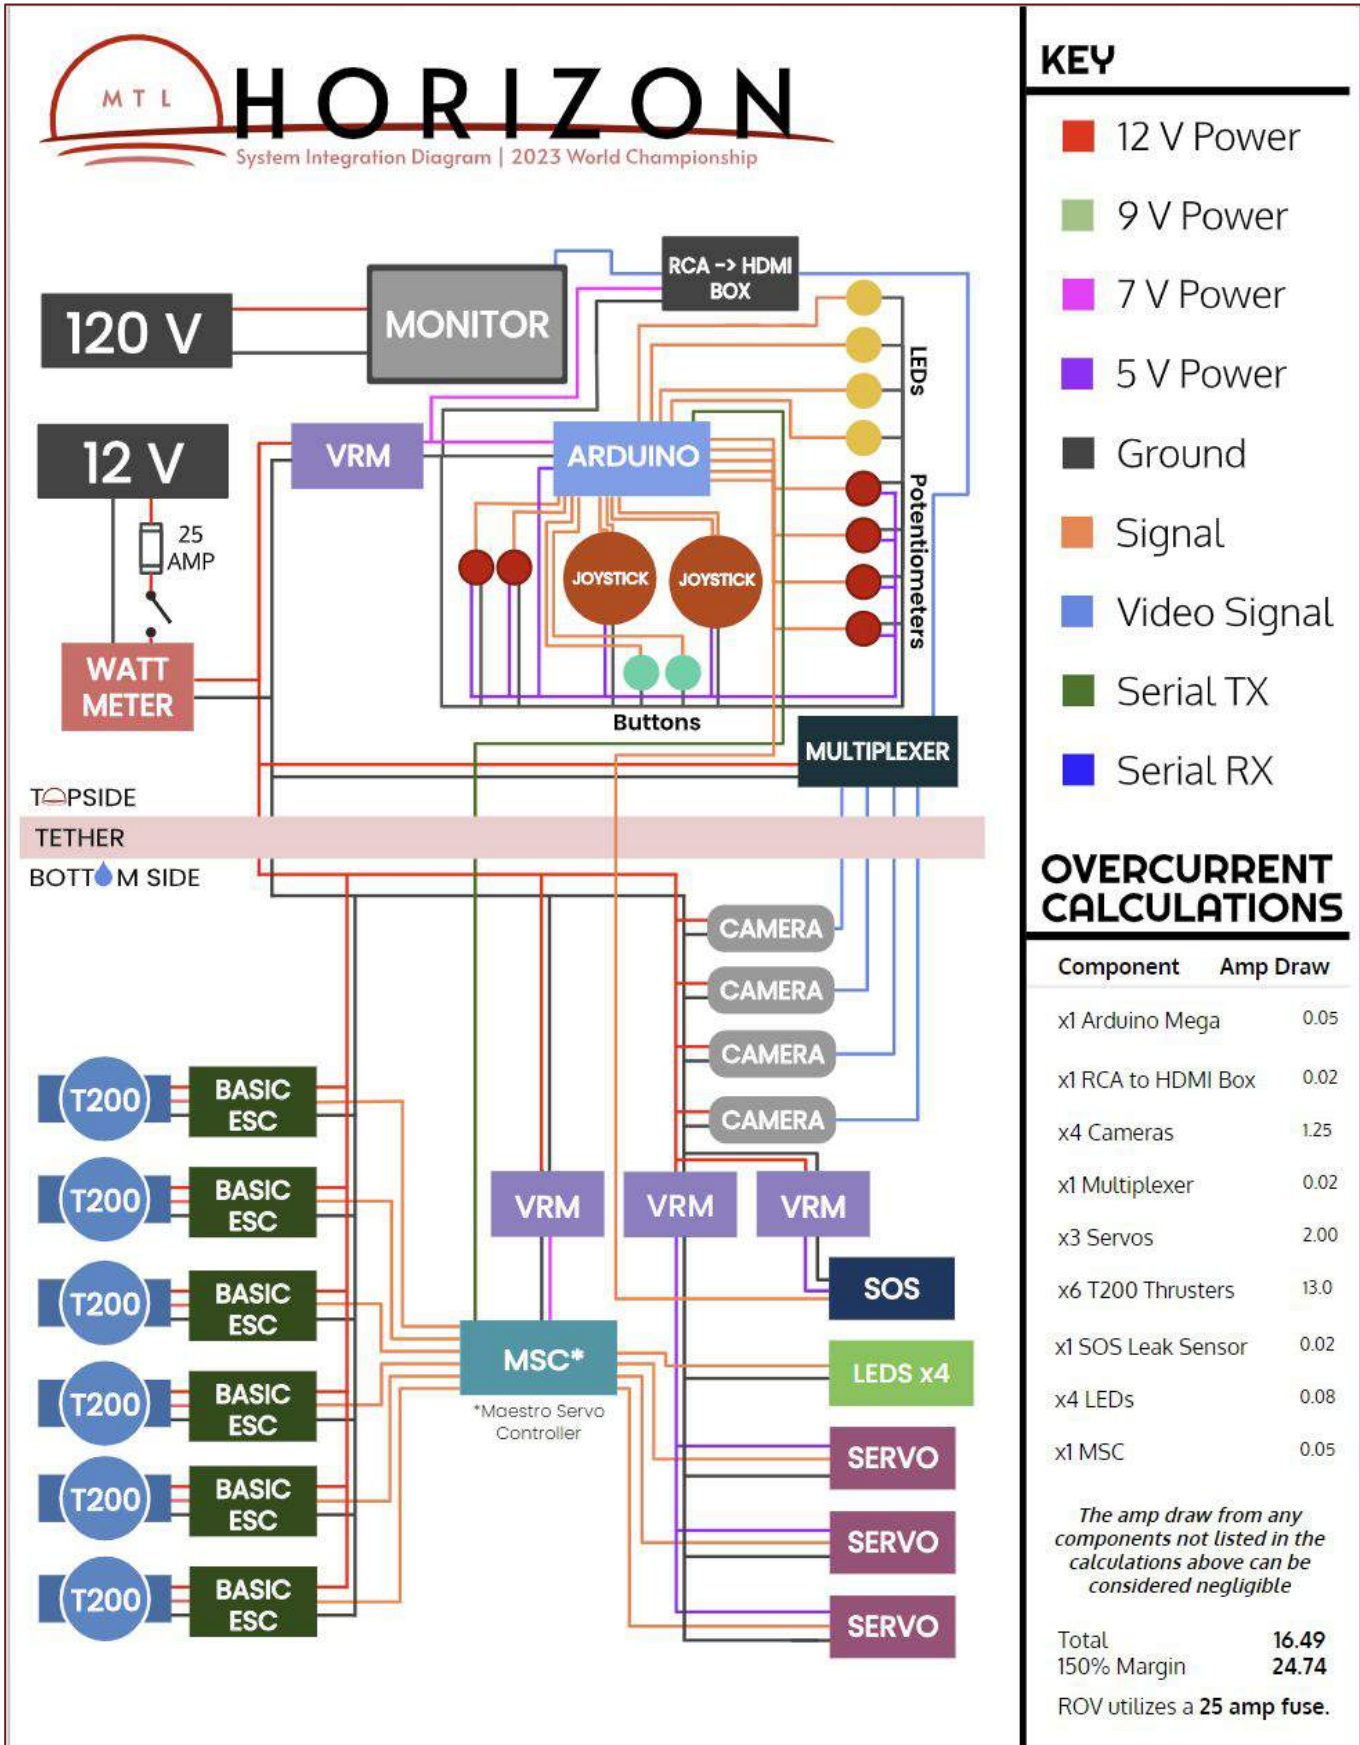 MTL
HORIZON
System Integration Diagram | 2023 World Championship
120 V
MONITOR
RCA -> HDMI
BOX
LEDs
12 V
25
AMP
VRM
ARDUINO
JOYSTICK
JOYSTICK
Potentiometers
WATT
METER
Buttons
MULTIPLEXER
TOPSIDE
TETHER
BOTTOM SIDE
CAMERA
CAMERA
CAMERA
CAMERA
T200
BASIC
ESC
T200
BASIC
ESC
T200
BASIC
ESC
T200
BASIC
ESC
T200
BASIC
ESC
T200
BASIC
ESC
VRM
VRM
VRM
SOS
MSC*
*Maestro Servo
Controller
LEDS x4
SERVO
SERVO
SERVO
KEY
12 V Power
9 V Power
7 V Power
5 V Power
Ground
Signal
Video Signal
Serial TX
Serial RX
OVERCURRENT
CALCULATIONS
Component Amp Draw
x1 Arduino Mega 0.05
x1 RCA to HDMI Box 0.02
x4 Cameras 1.25
x1 Multiplexer 0.02
x3 Servos 2.00
x6 T200 Thrusters 13.0
x1 SOS Leak Sensor 0.02
x4 LEDs 0.08
x1 MSC 0.05
The amp draw from any
components not listed in the
calculations above can be
considered negligible
Total 16.49
150% Margin 24.74
ROV utilizes a 25 amp fuse.